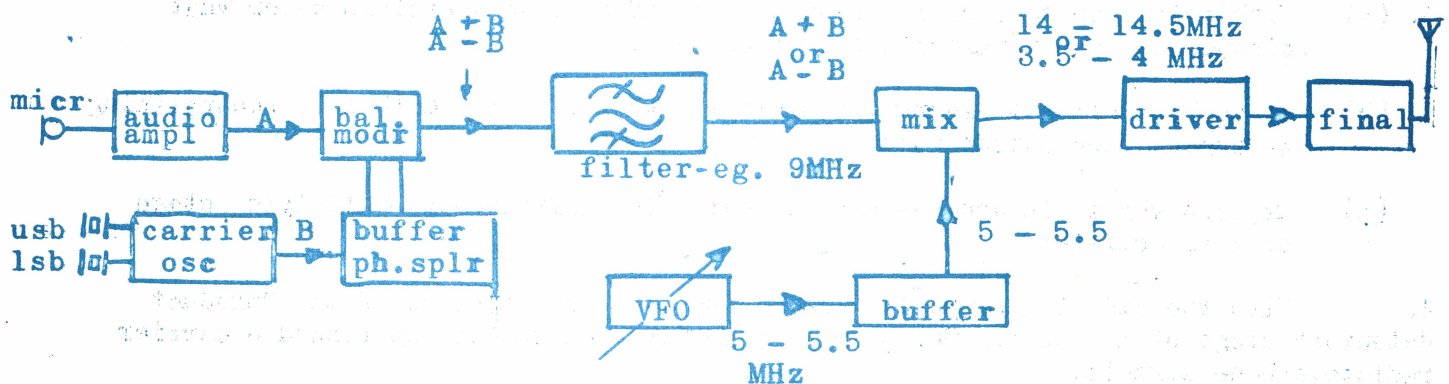 A + B
A - B
A + B
or
A - B
14 - 14.5MHz
or
3.5 - 4 MHz
micr
audio
ampl
A
bal.
modr
filter-eg. 9MHz
mix
driver
final
usb
lsb
carrier
osc
B
buffer
ph.splr
5 - 5.5
VFO
buffer
5 - 5.5
MHz